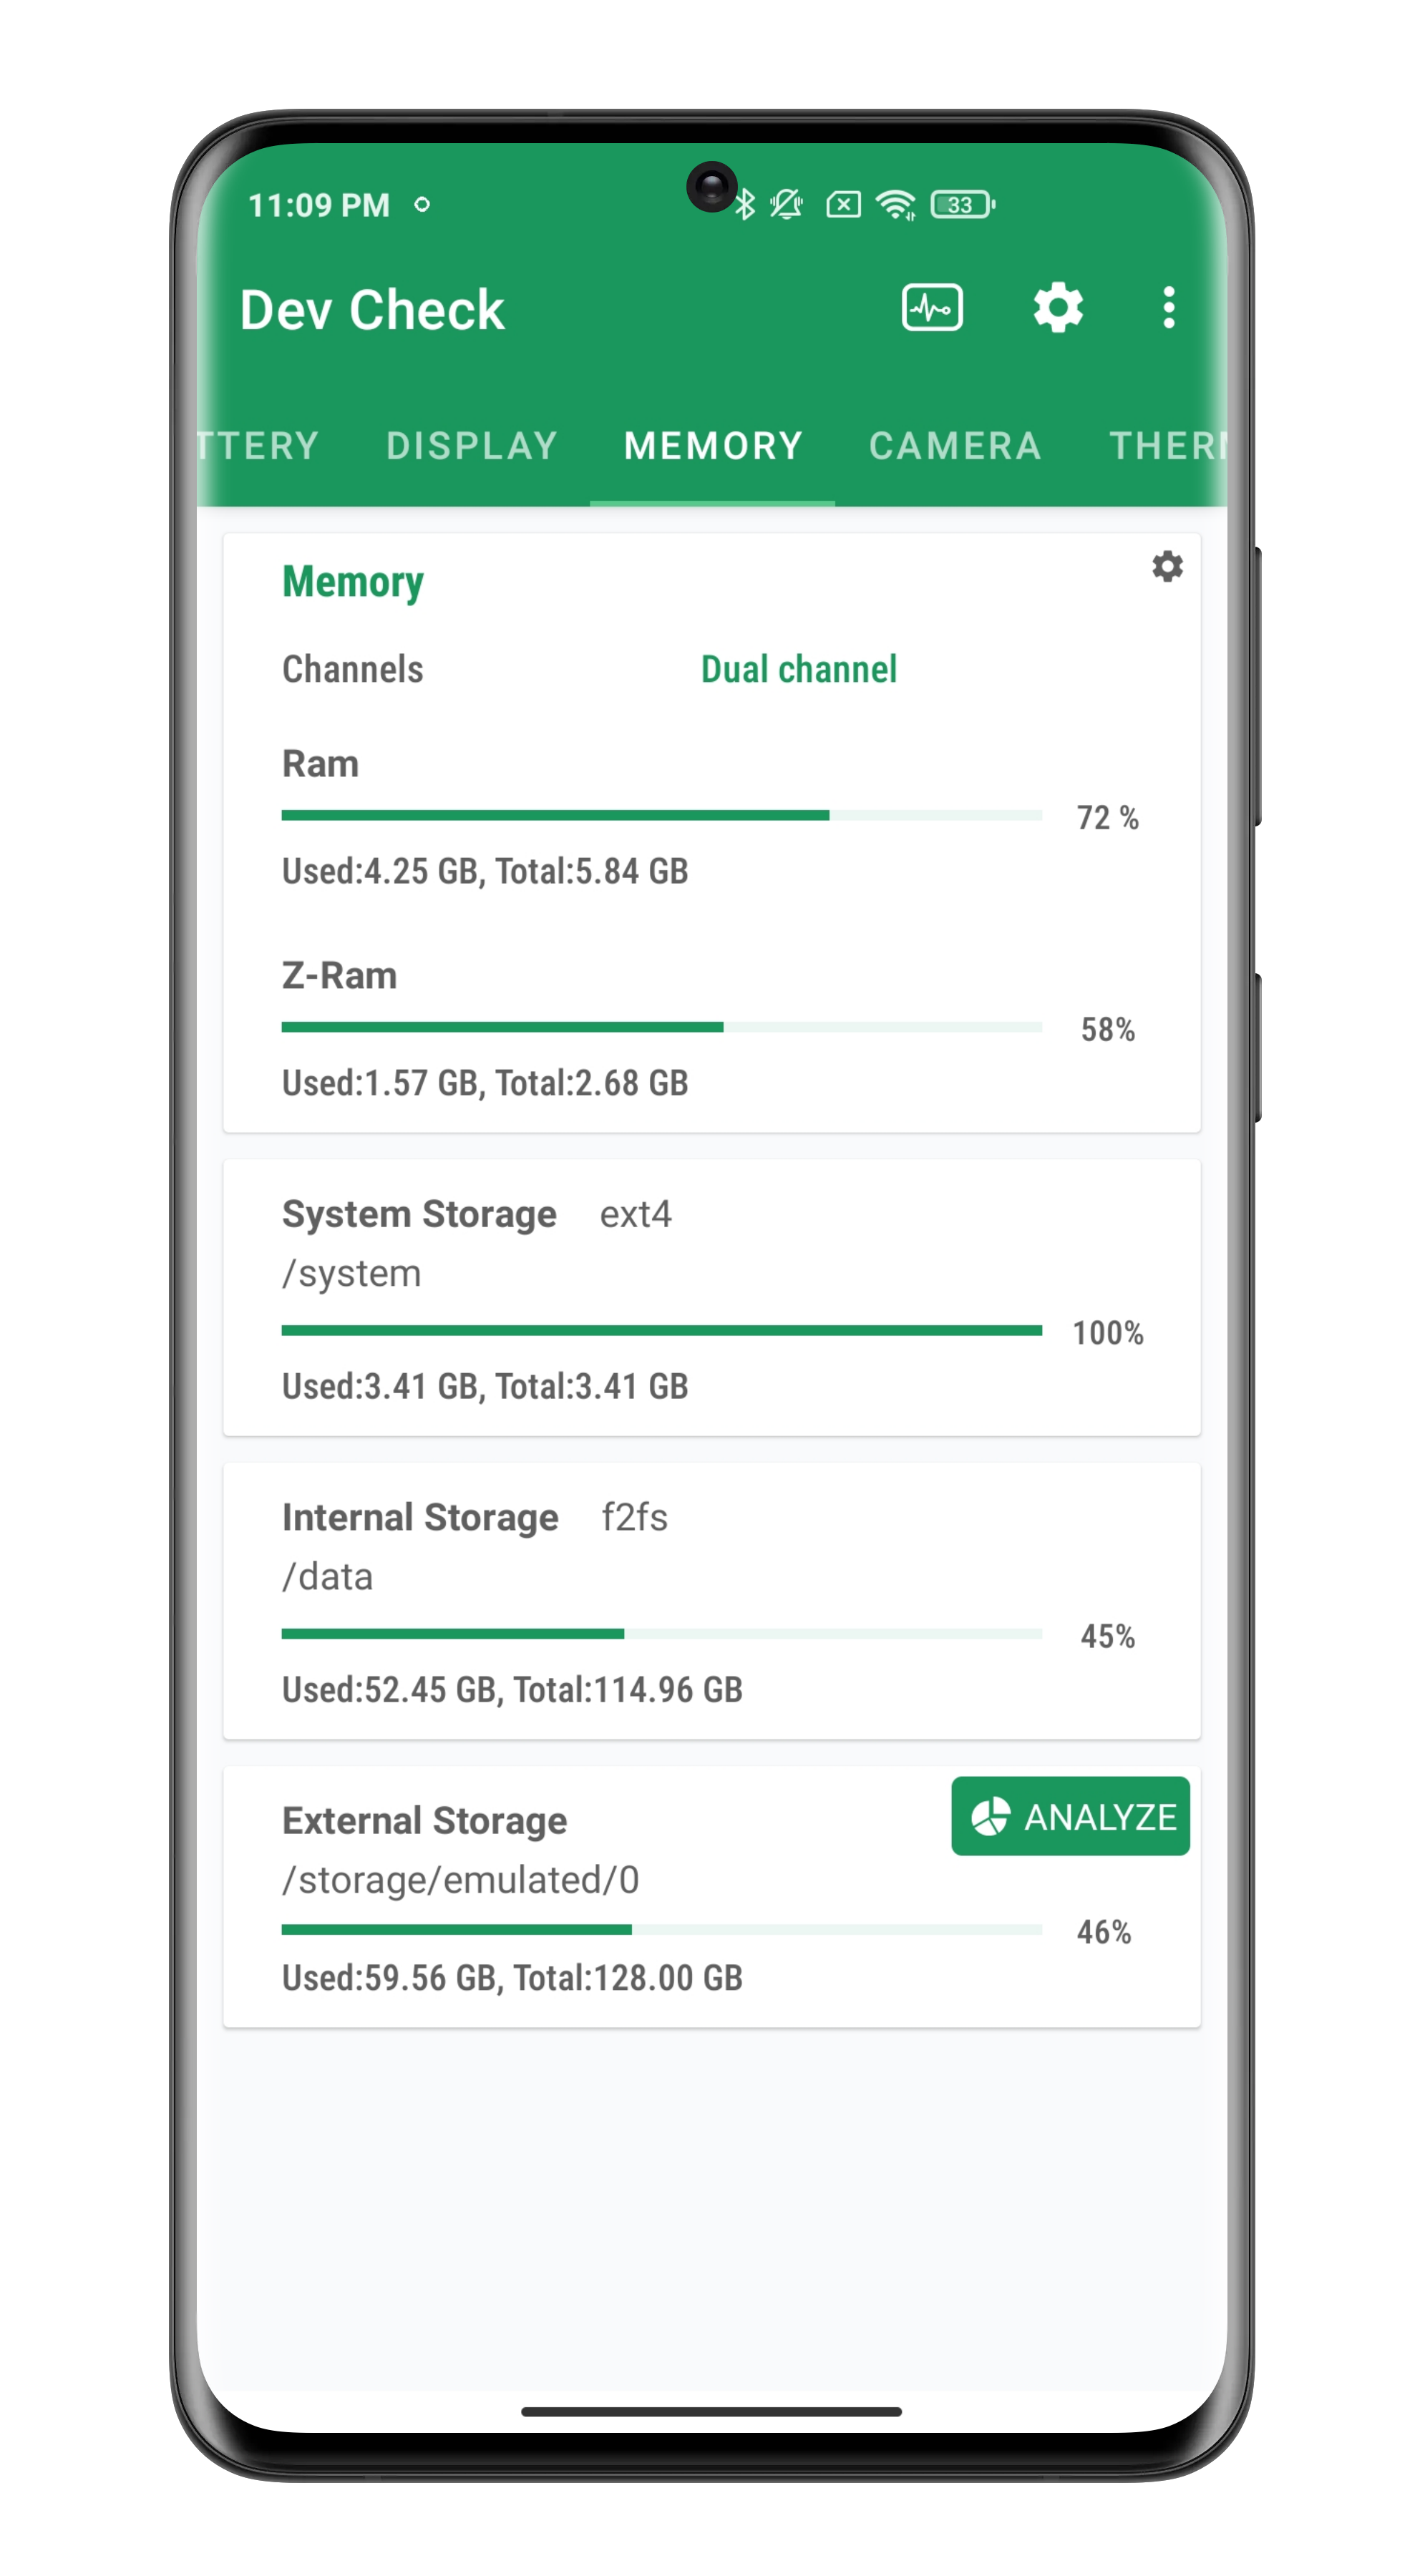 11:09 PM 33
Dev Check
TTERY DISPLAY MEMORY CAMERA THERM
Memory
Channels Dual channel
Ram
72 %
Used:4.25 GB, Total:5.84 GB
Z-Ram
58%
Used:1.57 GB, Total:2.68 GB
System Storage ext4
/system
100%
Used:3.41 GB, Total:3.41 GB
Internal Storage f2fs
/data
45%
Used:52.45 GB, Total:114.96 GB
External Storage ANALYZE
/storage/emulated/0
46%
Used:59.56 GB, Total:128.00 GB